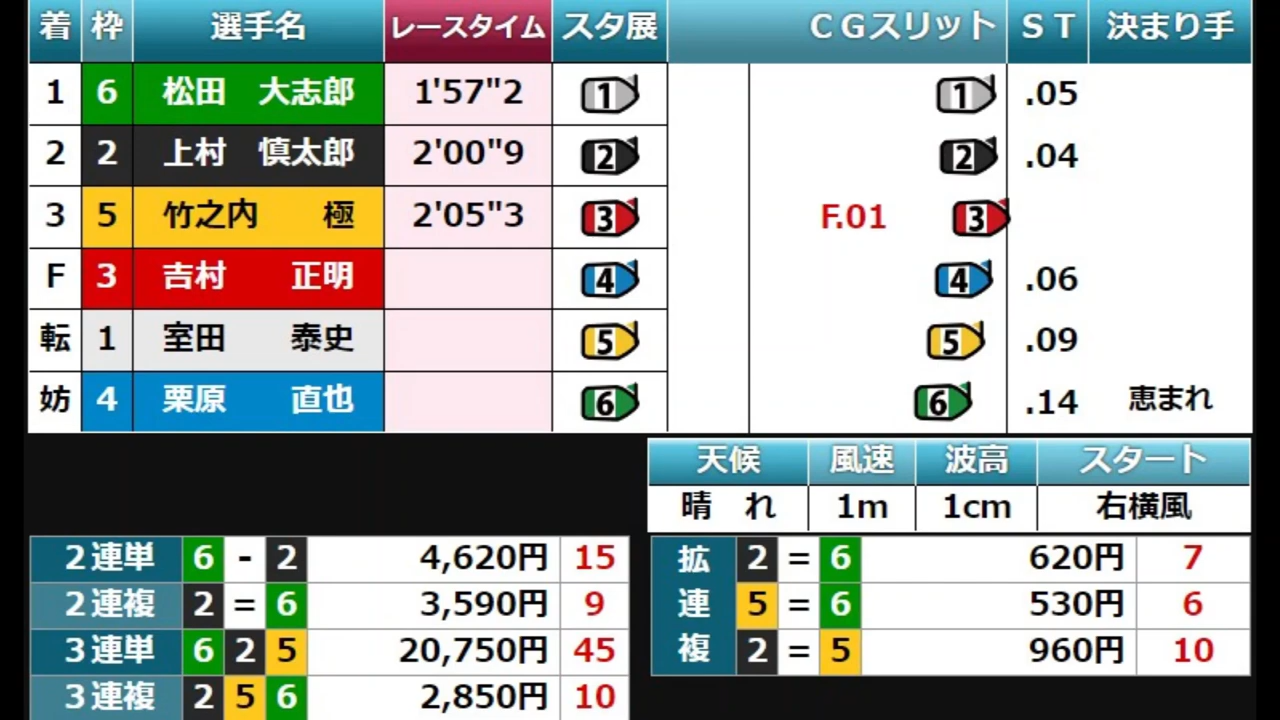 着 枠 選手名 レースタイム スタ展 CGスリット ST 決まり手
1 6 松田 大志郎 1'57"2 1 1 .05
2 2 上村 慎太郎 2'00"9 2 2 .04
3 5 竹之内 極 2'05"3 3 F.01 3
F 3 吉村 正明 4 4 .06
転 1 室田 泰史 5 5 .09
妨 4 栗原 直也 6 6 .14 恵まれ
天候 風速 波高 スタート
晴れ 1m 1cm 右横風
2連単 6 - 2 4,620円 15
2連複 2 = 6 3,590円 9
3連単 6 2 5 20,750円 45
3連複 2 5 6 2,850円 10
拡 2 = 6 620円 7
連 5 = 6 530円 6
複 2 = 5 960円 10